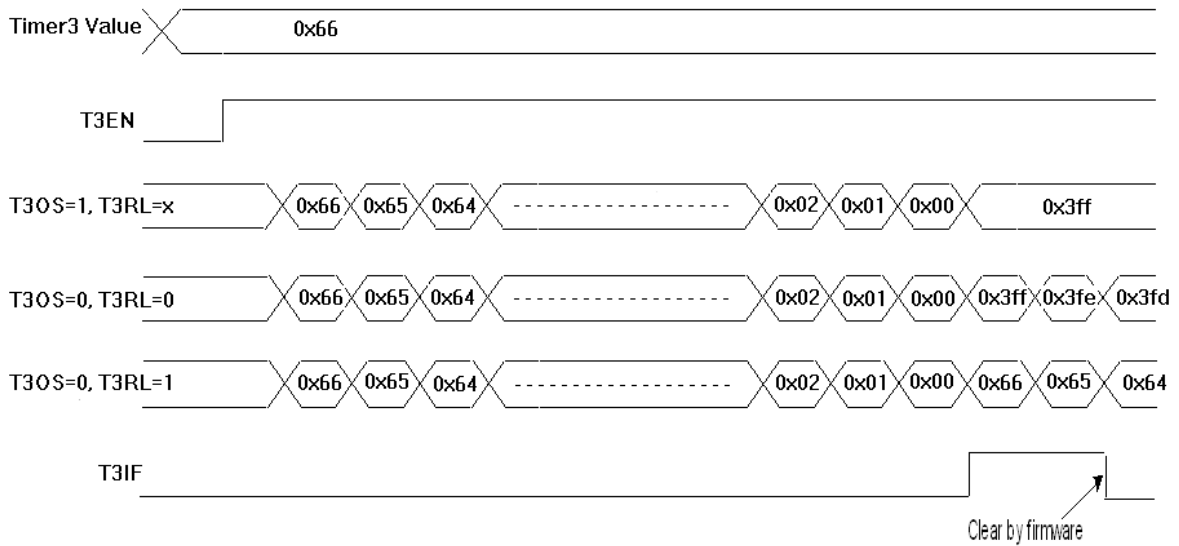 Timer3 Value 0x66
T3EN
T3OS=1, T3RL=x 0x66 0x65 0x64 0x02 0x01 0x00 0x3ff
T3OS=0, T3RL=0 0x66 0x65 0x64 0x02 0x01 0x00 0x3ff 0x3fe 0x3fd
T3OS=0, T3RL=1 0x66 0x65 0x64 0x02 0x01 0x00 0x66 0x65 0x64
T3IF
Clear by firmware